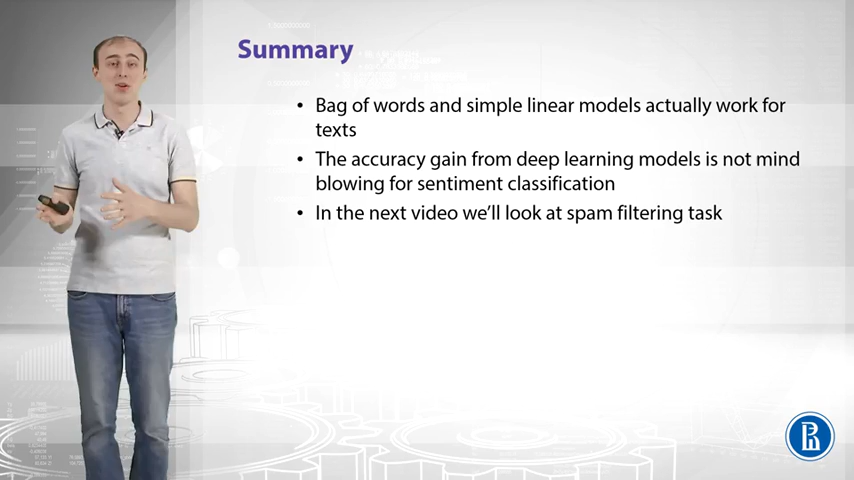 Summary
• Bag of words and simple linear models actually work for
texts
• The accuracy gain from deep learning models is not mind
blowing for sentiment classification
• In the next video we'll look at spam filtering task